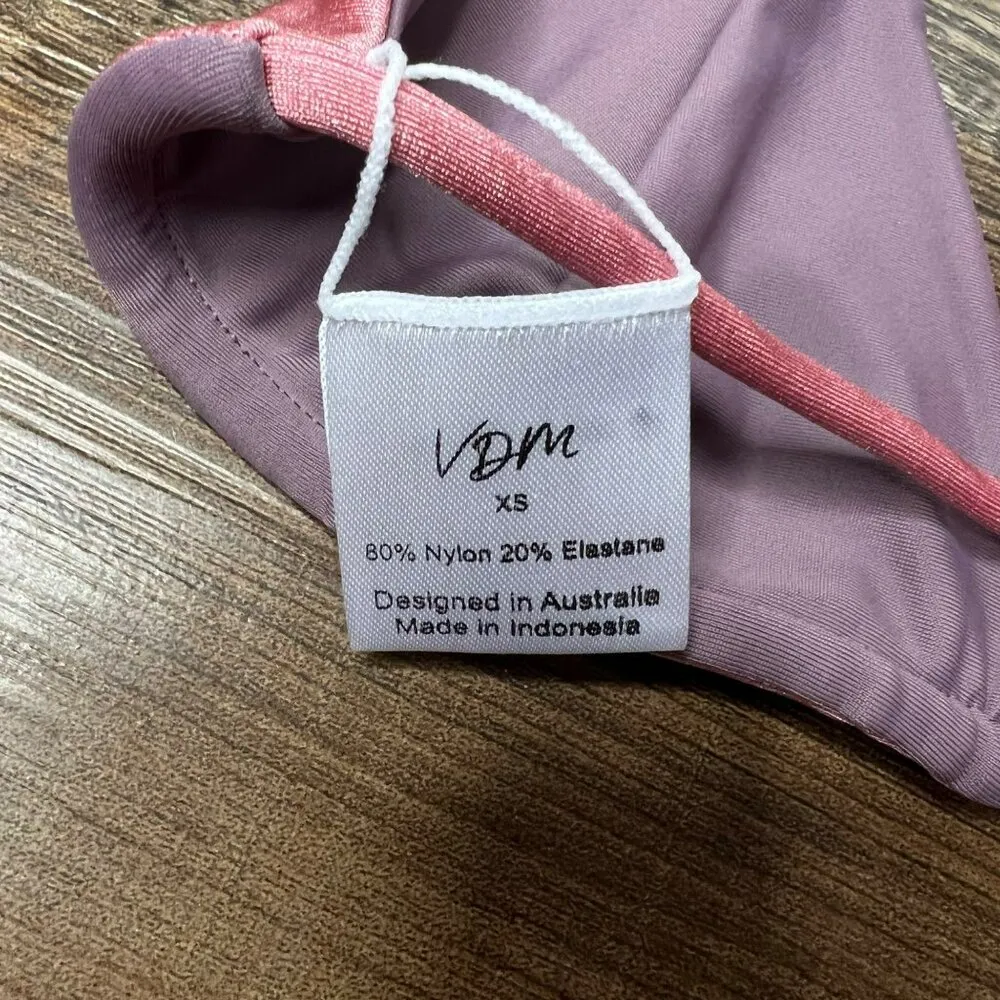 VDM
XS
80% Nylon 20% Elastane
Designed in Australia
Made in Indonesia